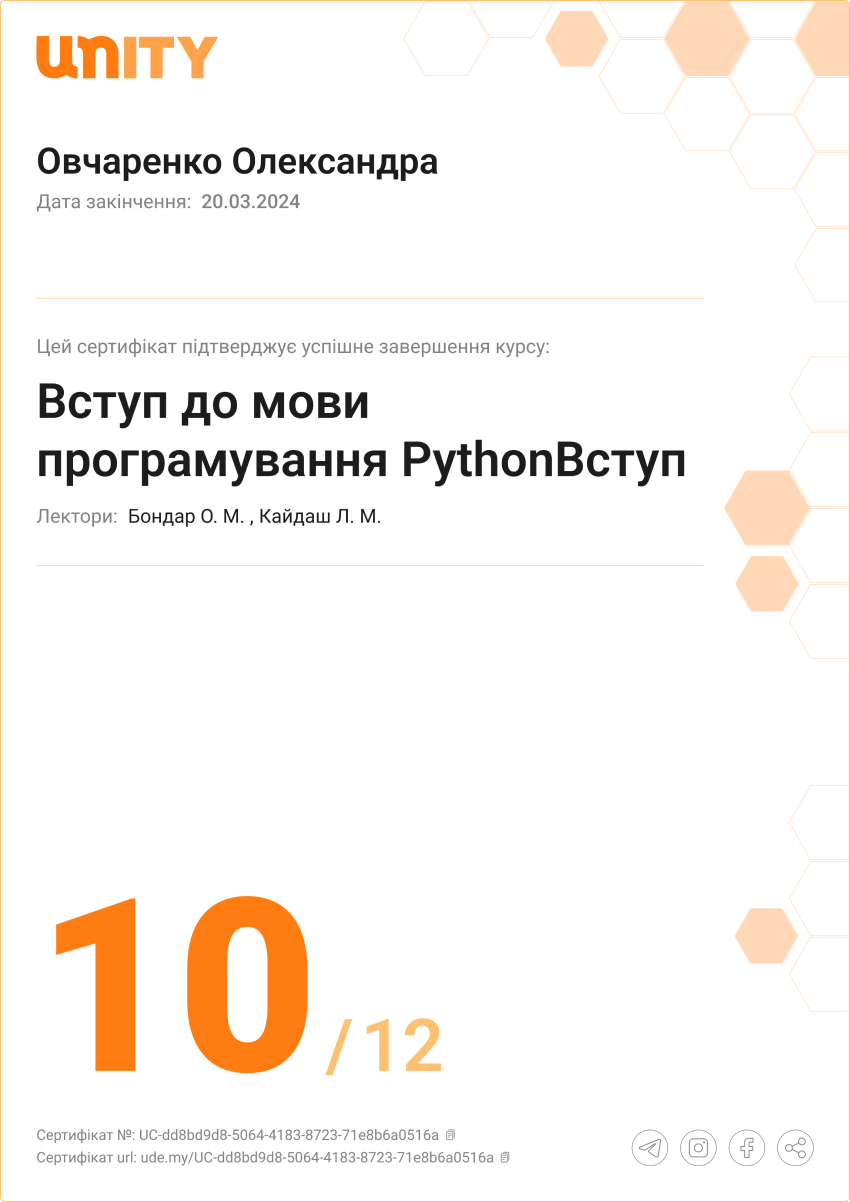 UNITY
Овчаренко Олександра
Дата закінчення: 20.03.2024
Цей сертифікат підтверджує успішне завершення курсу:
Вступ до мови
програмування PythonВступ
Лектори: Бондар О. М. , Кайдаш Л. М.
10/12
Сертифікат №: UC-dd8bd9d8-5064-4183-8723-71e8b6a0516a
Сертифікат url: ude.my/UC-dd8bd9d8-5064-4183-8723-71e8b6a0516a